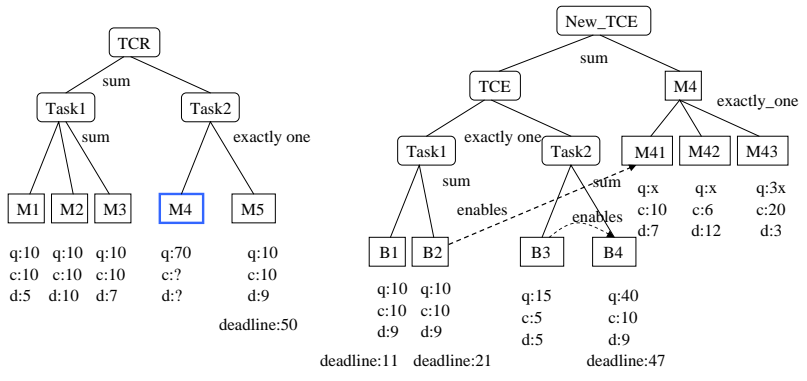 TCR
sum
Task1
Task2
sum
exactly one
M1
M2
M3
M4
M5
q:10
q:10
q:10
q:70
q:10
c:10
c:10
c:10
c:?
c:10
d:5
d:10
d:7
d:?
d:9
deadline:50
New_TCE
sum
TCE
M4
exactly_one
exactly one
Task1
Task2
M41
M42
M43
sum
sum
q:x
q:x
q:3x
c:10
c:6
c:20
d:7
d:12
d:3
enables
enables
B1
B2
B3
B4
q:10
q:10
q:15
q:40
c:10
c:10
c:5
c:10
d:9
d:9
d:5
d:9
deadline:11
deadline:21
deadline:47